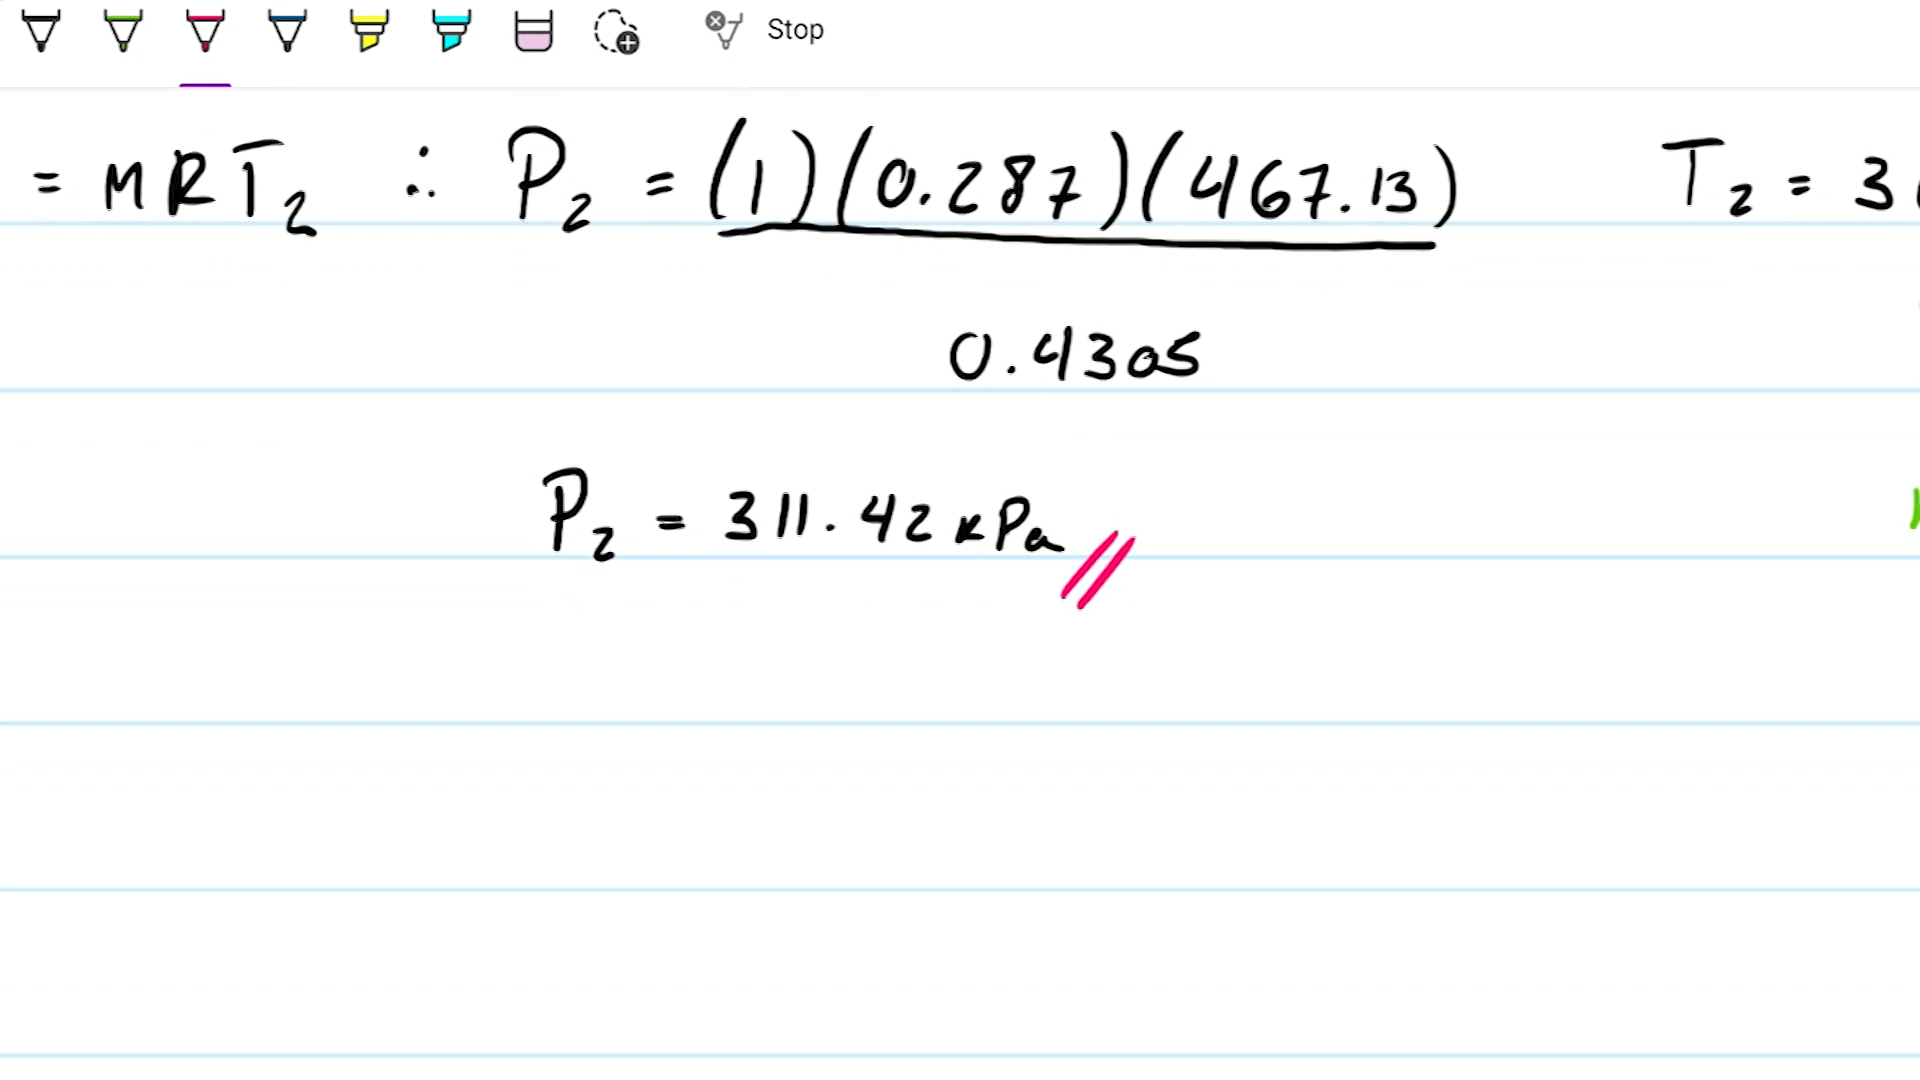 Stop
= MRT₂ ∴ P₂ = (1)(0.287)(467.13) T₂ = 3
0.4305
P₂ = 311.42 kPa